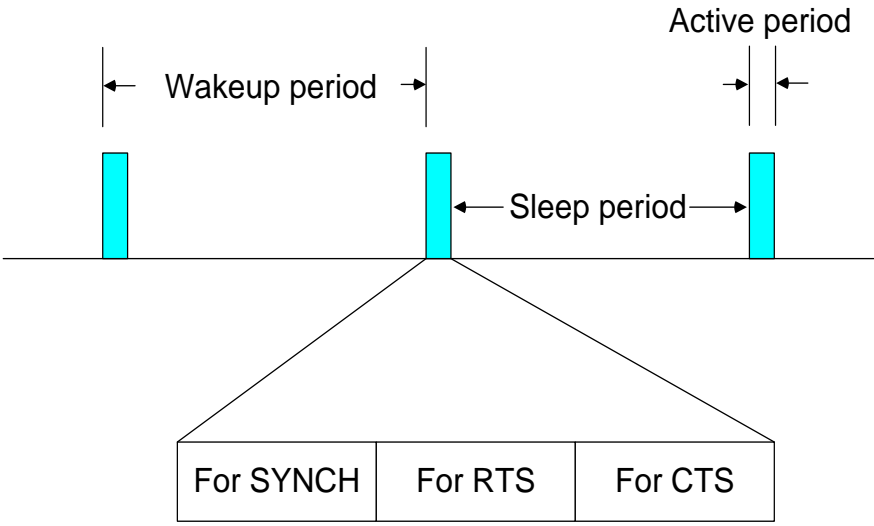 Active period
Wakeup period
Sleep period
For SYNCH
For RTS
For CTS